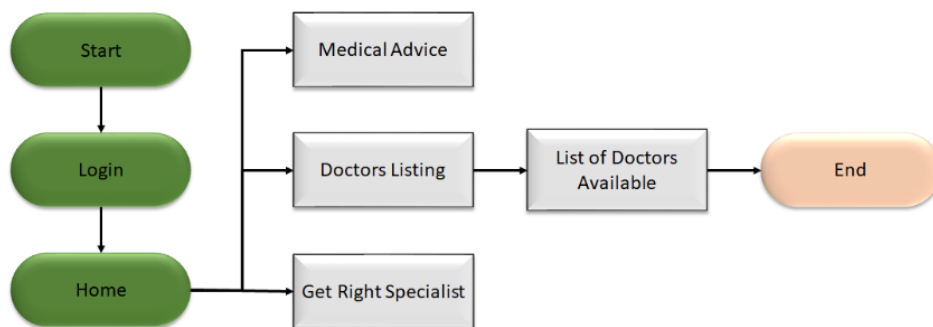 Start
Medical Advice
Login
Doctors Listing
List of Doctors
Available
End
Home
Get Right Specialist